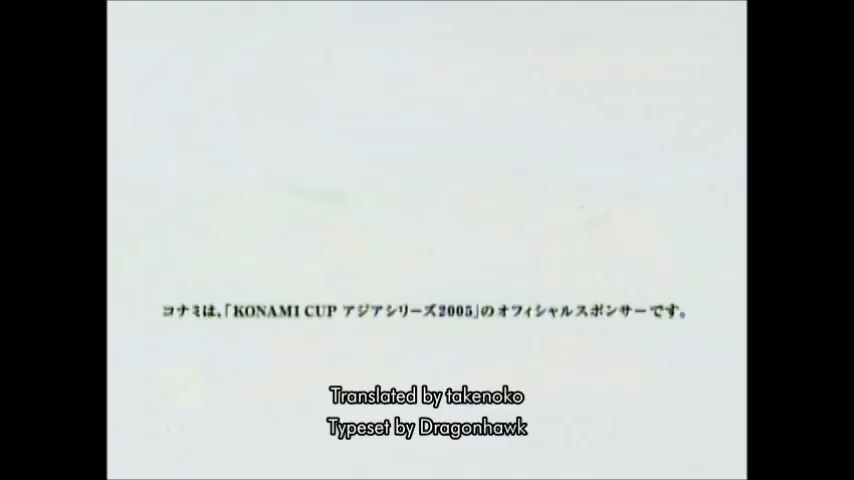 コナミは、「KONAMI CUP アジアシリーズ2005」のオフィシャルスポンサーです。
Translated by takenoko
Typeset by Dragonhawk